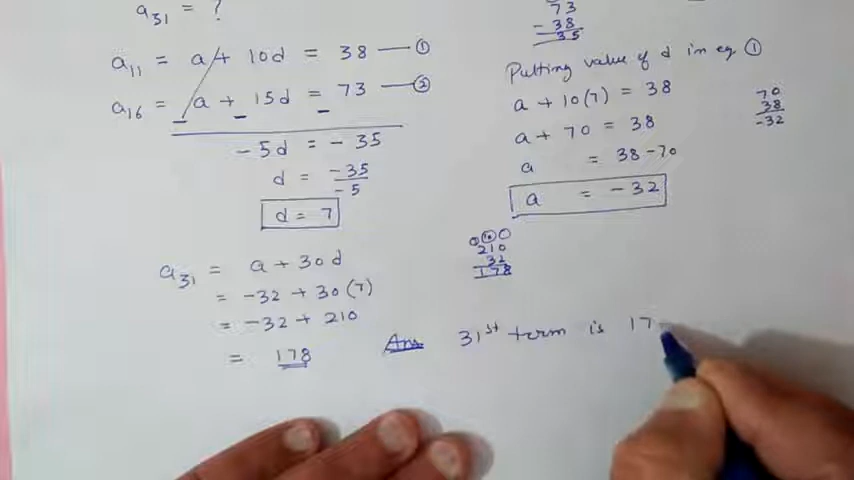 a31 = ?
a11 = a + 10d = 38 — ①
a16 = a + 15d = 73 — ②
- - -
-5d = -35
d = -35/-5
d = 7
73
- 38
35
Putting value of d in eq. ①
a + 10(7) = 38
a + 70 = 38
a = 38 - 70
a = -32
70
38
-32
a31 = a + 30d
= -32 + 30(7)
= -32 + 210
= 178
210
32
178
Ans 31st term is 17